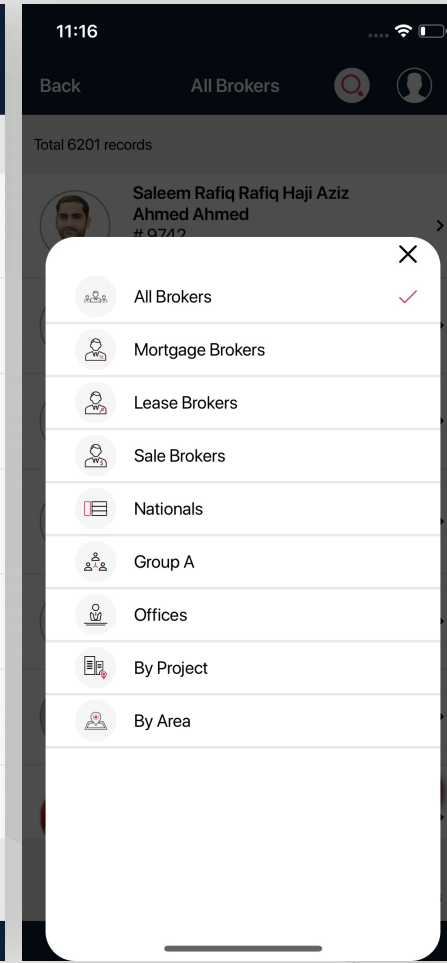 11:16
Back
All Brokers
Total 6201 records
Saleem Rafiq Rafiq Haji Aziz
Ahmed Ahmed
# 9742
All Brokers
Mortgage Brokers
Lease Brokers
Sale Brokers
Nationals
Group A
Offices
By Project
By Area